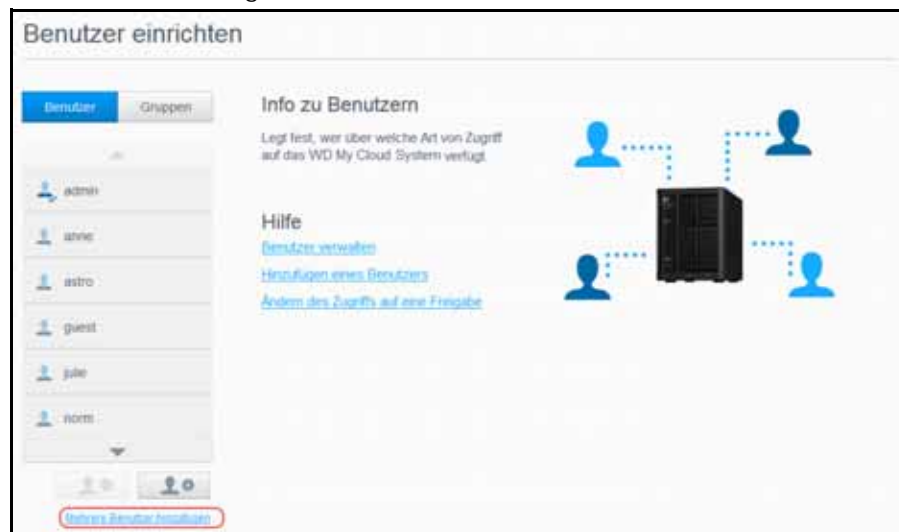 Benutzer einrichten
Benutzer
Gruppen
admin
anne
astro
guest
julie
norm
Mehrere Benutzer hinzufügen
Info zu Benutzern
Legt fest, wer über welche Art von Zugriff
auf das WD My Cloud System verfügt.
Hilfe
Benutzer verwalten
Hinzufügen eines Benutzers
Ändern des Zugriffs auf eine Freigabe